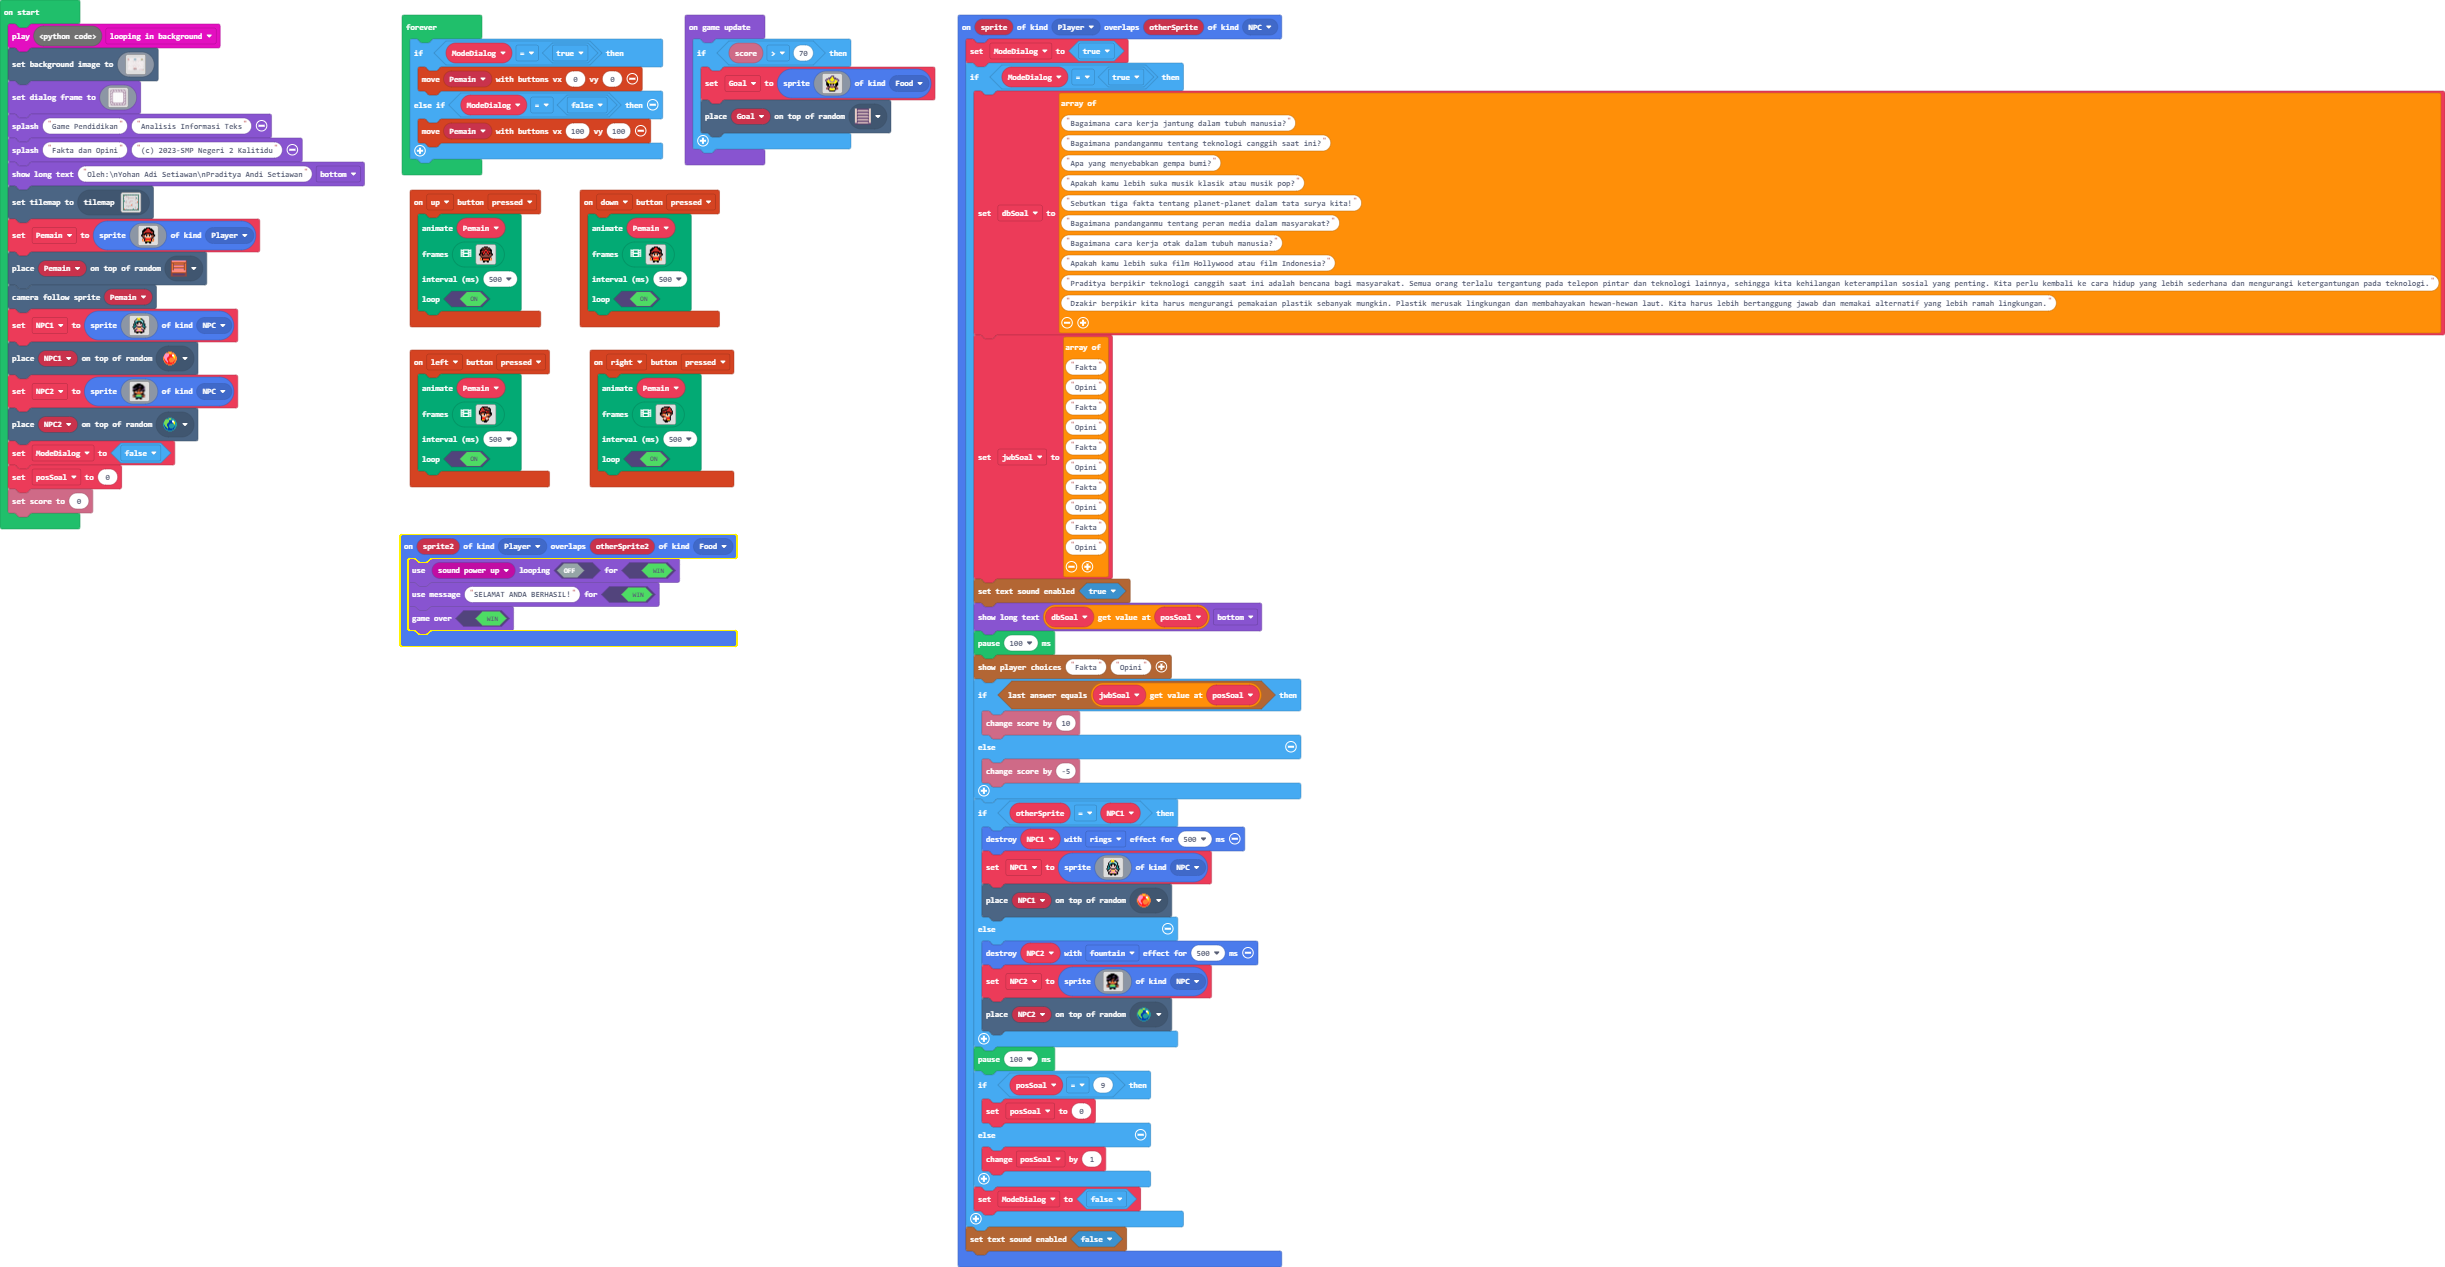 on start
play <python code> looping in background
set background image to
set dialog frame to
splash "Game Pendidikan" "Analisis Informasi Teks"
splash "Fakta dan Opini" "(c) 2023-SMP Negeri 2 Kalitidu"
show long text "Oleh:\nYohan Adi Setiawan\nPraditya Andi Setiawan" bottom
set tilemap to tilemap
set Pemain to sprite of kind Player
place Pemain on top of random
camera follow sprite Pemain
set NPC1 to sprite of kind NPC
place NPC1 on top of random
set NPC2 to sprite of kind NPC
place NPC2 on top of random
set ModeDialog to false
set posSoal to 0
set score to 0
forever
if ModeDialog = true then
move Pemain with buttons vx 0 vy 0
else if ModeDialog = false then
move Pemain with buttons vx 100 vy 100
on game update
if score > 70 then
set Goal to sprite of kind Food
place Goal on top of random
on up button pressed
animate Pemain
frames
interval (ms) 500
loop ON
on down button pressed
animate Pemain
frames
interval (ms) 500
loop ON
on left button pressed
animate Pemain
frames
interval (ms) 500
loop ON
on right button pressed
animate Pemain
frames
interval (ms) 500
loop ON
on sprite2 of kind Player overlaps otherSprite2 of kind Food
use sound power up looping OFF for WIN
use message "SELAMAT ANDA BERHASIL!" for WIN
game over WIN
on sprite of kind Player overlaps otherSprite of kind NPC
set ModeDialog to true
if ModeDialog = true then
set dbSoal to
array of
"Bagaimana cara kerja jantung dalam tubuh manusia?"
"Bagaimana pandanganmu tentang teknologi canggih saat ini?"
"Apa yang menyebabkan gempa bumi?"
"Apakah kamu lebih suka musik klasik atau musik pop?"
"Sebutkan tiga fakta tentang planet-planet dalam tata surya kita!"
"Bagaimana pandanganmu tentang peran media dalam masyarakat?"
"Bagaimana cara kerja otak dalam tubuh manusia?"
"Apakah kamu lebih suka film Hollywood atau film Indonesia?"
"Praditya berpikir teknologi canggih saat ini adalah bencana bagi masyarakat. Semua orang terlalu tergantung pada telepon pintar dan teknologi lainnya, sehingga kita kehilangan keterampilan sosial yang penting. Kita perlu kembali ke cara hidup yang lebih sederhana dan mengurangi ketergantungan pada teknologi."
"Dzakir berpikir kita harus mengurangi pemakaian plastik sebanyak mungkin. Plastik merusak lingkungan dan membahayakan hewan-hewan laut. Kita harus lebih bertanggung jawab dan memakai alternatif yang lebih ramah lingkungan."
set jwbSoal to
array of
"Fakta"
"Opini"
"Fakta"
"Opini"
"Fakta"
"Opini"
"Fakta"
"Opini"
"Fakta"
"Opini"
set text sound enabled true
show long text dbSoal get value at posSoal bottom
pause 100 ms
show player choices "Fakta" "Opini"
if last answer equals jwbSoal get value at posSoal then
change score by 10
else
change score by -5
if otherSprite = NPC1 then
destroy NPC1 with rings effect for 500 ms
set NPC1 to sprite of kind NPC
place NPC1 on top of random
else
destroy NPC2 with fountain effect for 500 ms
set NPC2 to sprite of kind NPC
place NPC2 on top of random
pause 100 ms
if posSoal = 9 then
set posSoal to 0
else
change posSoal by 1
set ModeDialog to false
set text sound enabled false